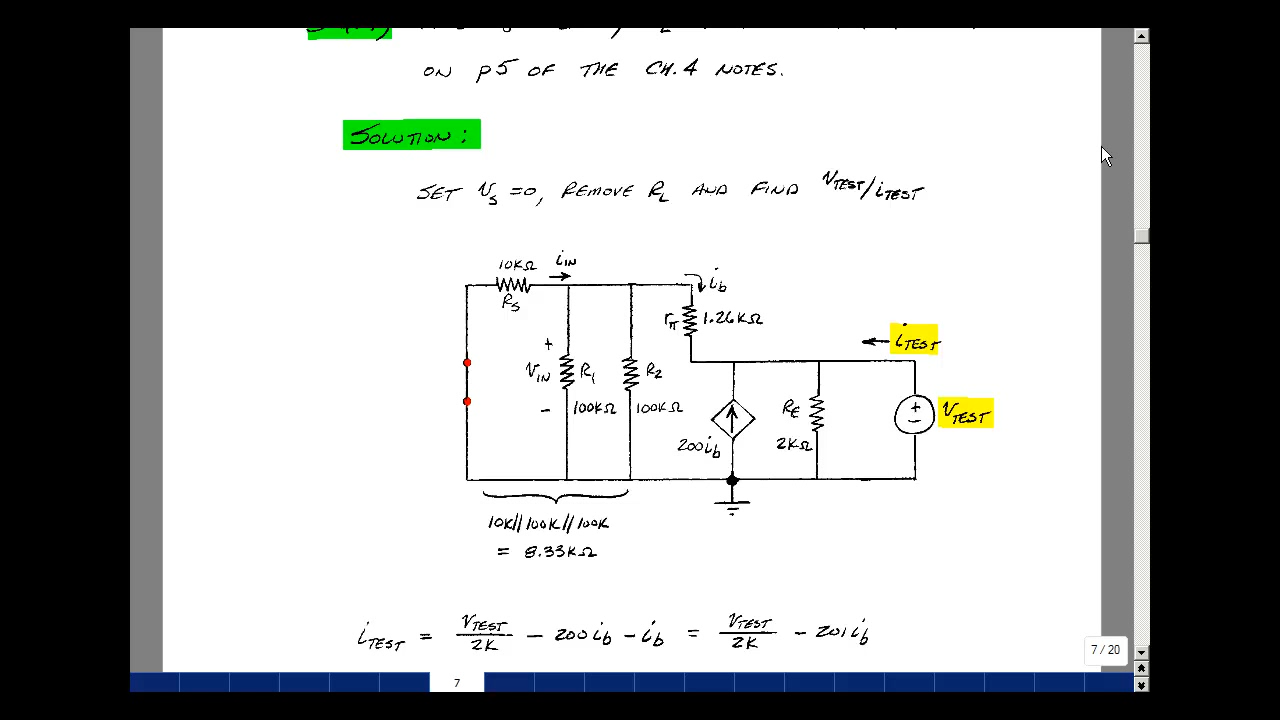 ON p5 OF THE CH.4 NOTES.
SOLUTION:
SET VS =0, REMOVE RL AND FIND VTEST/iTEST
10KΩ
iIN
RS
ib
rπ 1.26KΩ
iTEST
+
VIN R1
R2
–
100KΩ
100KΩ
200ib
RE
2KΩ
+
–
VTEST
10K//100K//100K
= 8.33KΩ
iTEST = VTEST/2K – 200ib – ib = VTEST/2K – 201ib
7 / 20
7